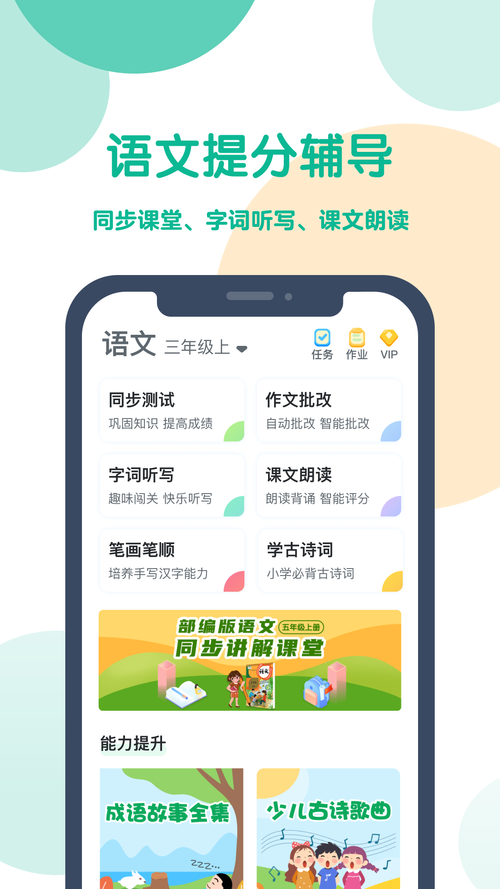 语文提分辅导
同步课堂、字词听写、课文朗读
语文 三年级上
任务 作业 VIP
同步测试
巩固知识 提高成绩
作文批改
自动批改 智能批改
字词听写
趣味闯关 快乐听写
课文朗读
朗读背诵 智能评分
笔画笔顺
培养手写汉字能力
学古诗词
小学必背古诗词
部编版语文 五年级上册
同步讲解课堂
语文
能力提升
成语故事全集
zzz...
少儿古诗歌曲